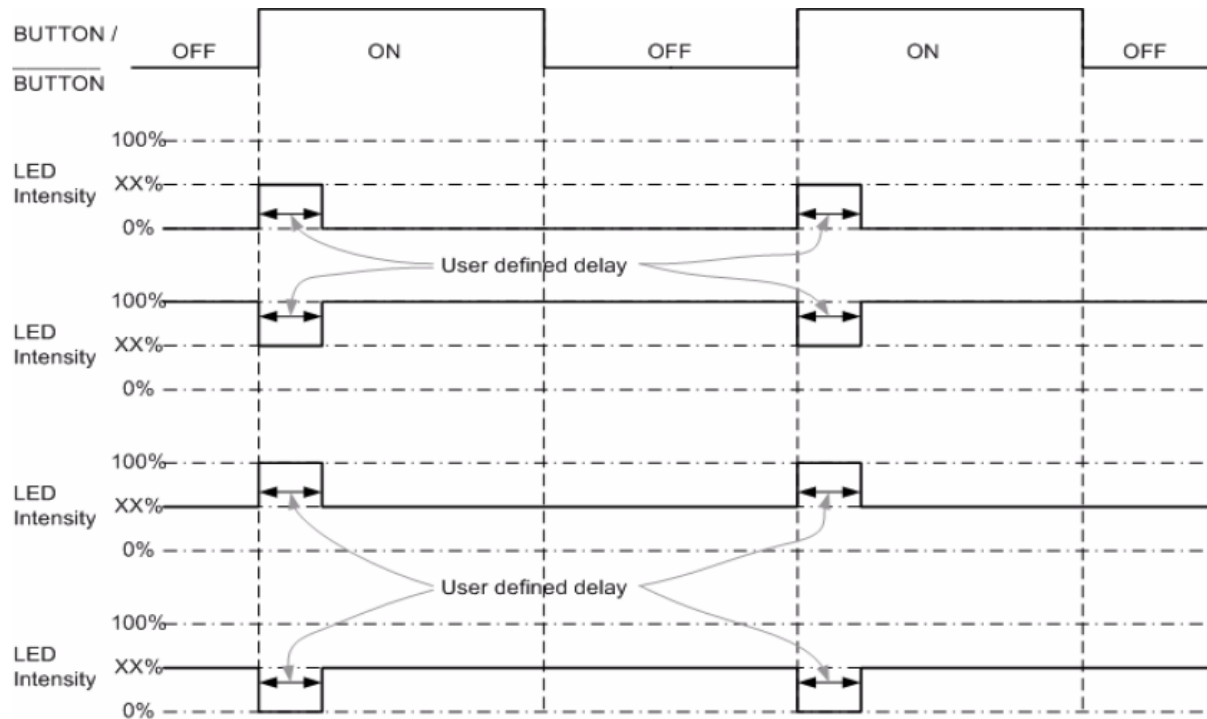 BUTTON /
BUTTON
OFF ON OFF ON OFF
100%
LED
Intensity
XX%
0%
User defined delay
100%
LED
Intensity
XX%
0%
100%
LED
Intensity
XX%
0%
User defined delay
100%
LED
Intensity
XX%
0%